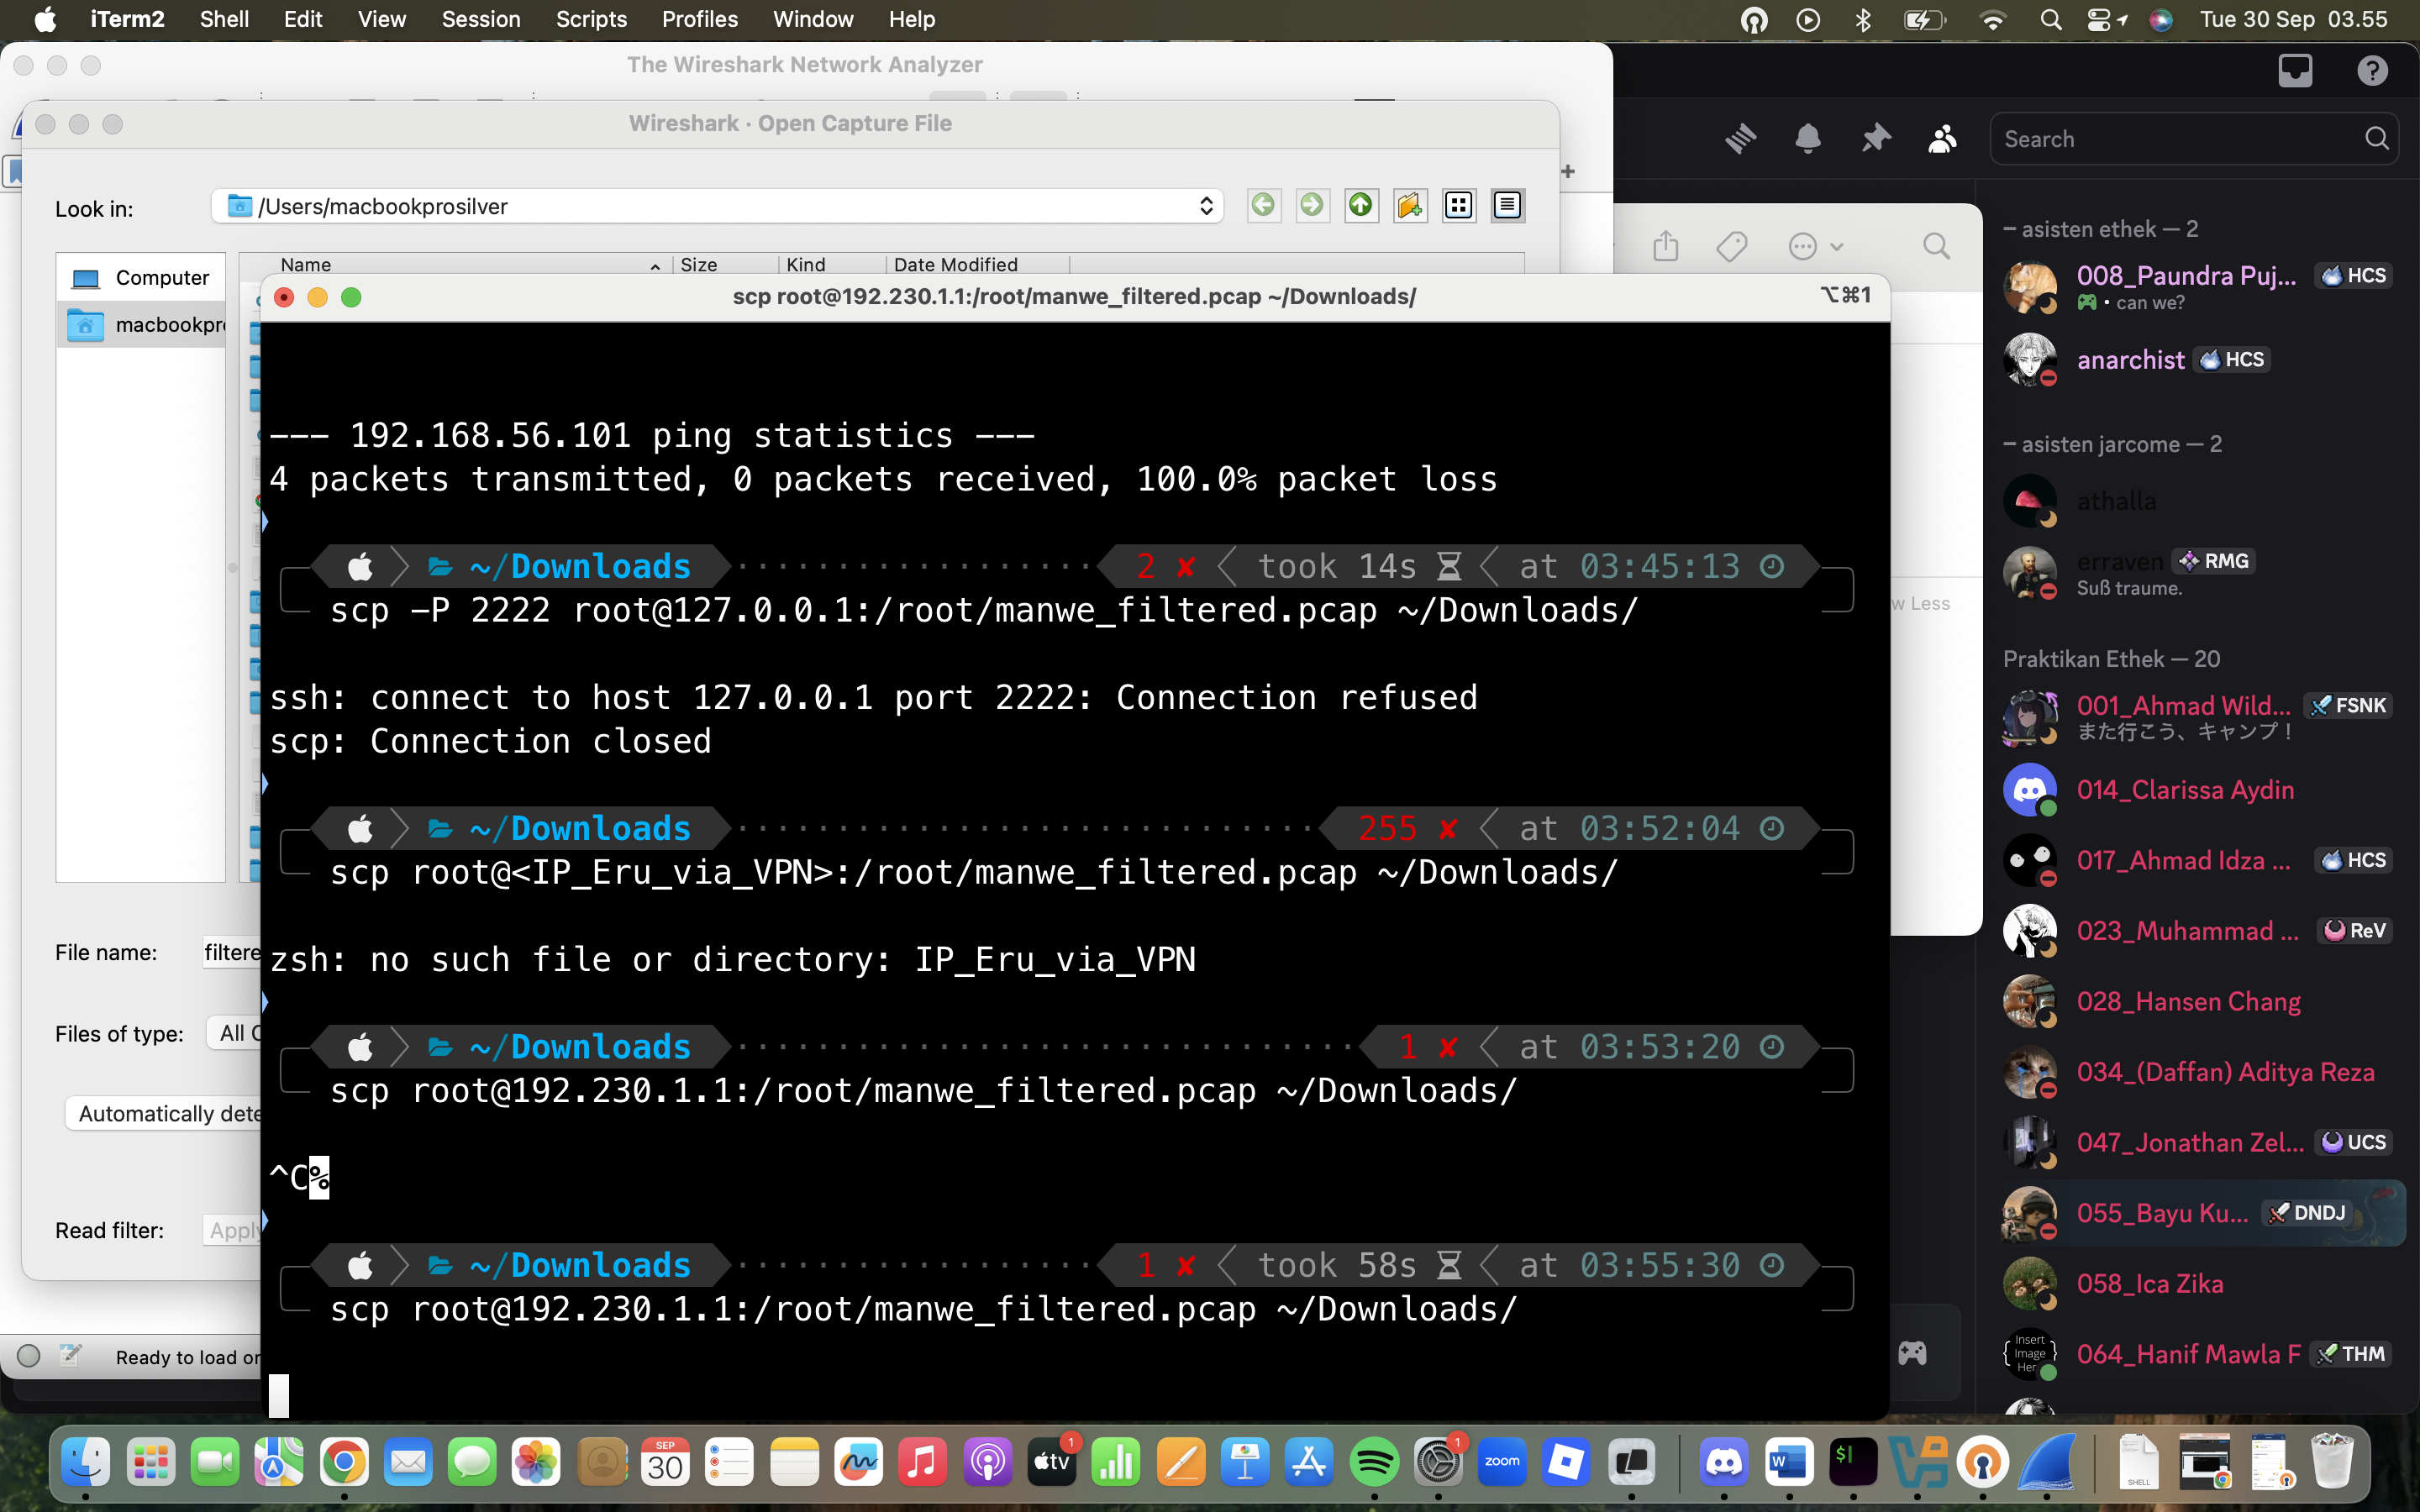 iTerm2 Shell Edit View Session Scripts Profiles Window Help
Tue 30 Sep 03.55
The Wireshark Network Analyzer
Wireshark · Open Capture File
Look in:
/Users/macbookprosilver
Computer
macbookpr
Name Size Kind Date Modified
File name:
filtere
Files of type:
All C
Automatically dete
Read filter:
Apply
Ready to load or
scp root@192.230.1.1:/root/manwe_filtered.pcap ~/Downloads/
⌥⌘1
--- 192.168.56.101 ping statistics ---
4 packets transmitted, 0 packets received, 100.0% packet loss
~/Downloads 2 ✘ took 14s at 03:45:13
scp -P 2222 root@127.0.0.1:/root/manwe_filtered.pcap ~/Downloads/
ssh: connect to host 127.0.0.1 port 2222: Connection refused
scp: Connection closed
~/Downloads 255 ✘ at 03:52:04
scp root@<IP_Eru_via_VPN>:/root/manwe_filtered.pcap ~/Downloads/
zsh: no such file or directory: IP_Eru_via_VPN
~/Downloads 1 ✘ at 03:53:20
scp root@192.230.1.1:/root/manwe_filtered.pcap ~/Downloads/
^C%
~/Downloads 1 ✘ took 58s at 03:55:30
scp root@192.230.1.1:/root/manwe_filtered.pcap ~/Downloads/
w Less
Search
asisten ethek — 2
008_Paundra Puj... HCS
• can we?
anarchist HCS
asisten jarcome — 2
athalla
erraven RMG
Suß traume.
Praktikan Ethek — 20
001_Ahmad Wild... FSNK
また行こう、キャンプ！
014_Clarissa Aydin
017_Ahmad Idza ... HCS
023_Muhammad ... ReV
028_Hansen Chang
034_(Daffan) Aditya Reza
047_Jonathan Zel... UCS
055_Bayu Ku... DNDJ
058_Ica Zika
Insert
Image
Her
064_Hanif Mawla F THM
SEP
30
tv
1
1
zoom
W
$
SHELL